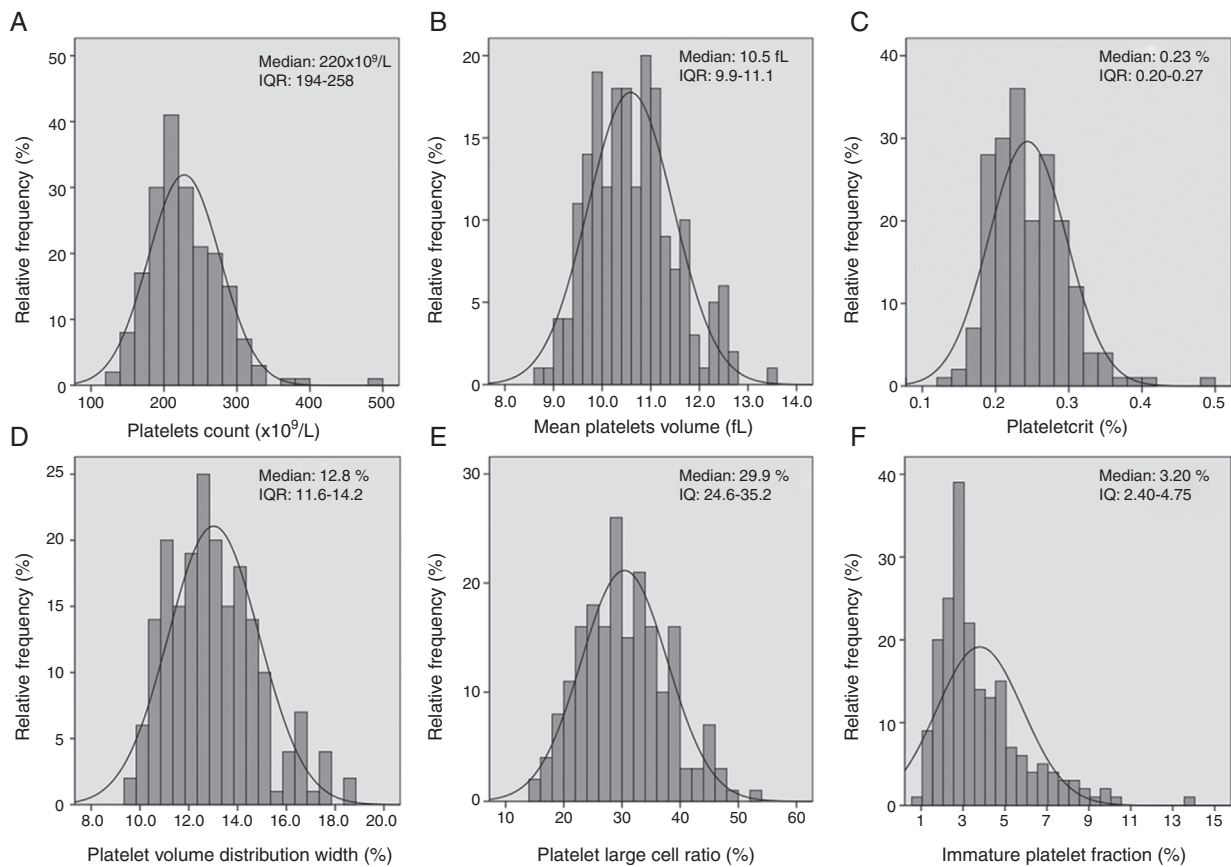 A
Relative frequency (%)
50
40
30
20
10
0
Median: 220x10⁹/L
IQR: 194-258
100 200 300 400 500
Platelets count (x10⁹/L)
B
Relative frequency (%)
20
15
10
5
0
Median: 10.5 fL
IQR: 9.9-11.1
8.0 9.0 10.0 11.0 12.0 13.0 14.0
Mean platelets volume (fL)
C
Relative frequency (%)
40
30
20
10
0
Median: 0.23 %
IQR: 0.20-0.27
0.1 0.2 0.3 0.4 0.5
Plateletcrit (%)
D
Relative frequency (%)
25
20
15
10
5
0
Median: 12.8 %
IQR: 11.6-14.2
8.0 10.0 12.0 14.0 16.0 18.0 20.0
Platelet volume distribution width (%)
E
Relative frequency (%)
30
20
10
0
Median: 29.9 %
IQ: 24.6-35.2
10 20 30 40 50 60
Platelet large cell ratio (%)
F
Relative frequency (%)
40
30
20
10
0
Median: 3.20 %
IQ: 2.40-4.75
1 3 5 7 9 11 13 15
Immature platelet fraction (%)